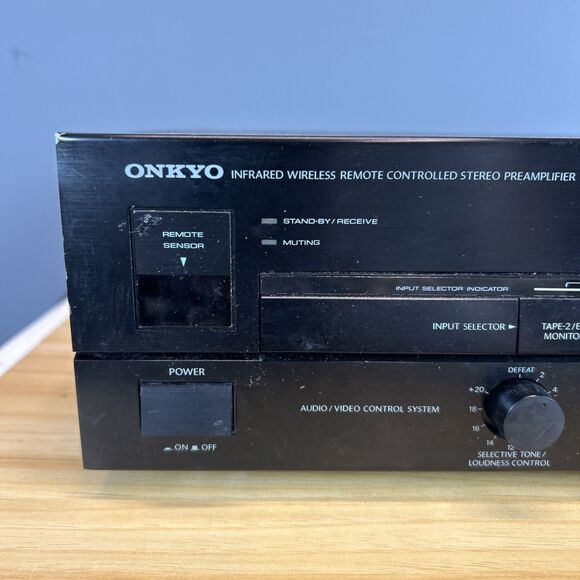 ONKYO INFRARED WIRELESS REMOTE CONTROLLED STEREO PREAMPLIFIER
REMOTE
SENSOR
STAND-BY/RECEIVE
MUTING
INPUT SELECTOR INDICATOR
INPUT SELECTOR
TAPE-2/E
MONITO
POWER
ON OFF
AUDIO/VIDEO CONTROL SYSTEM
DEFEAT
+20 2
18 4
16
14
12
SELECTIVE TONE/
LOUDNESS CONTROL